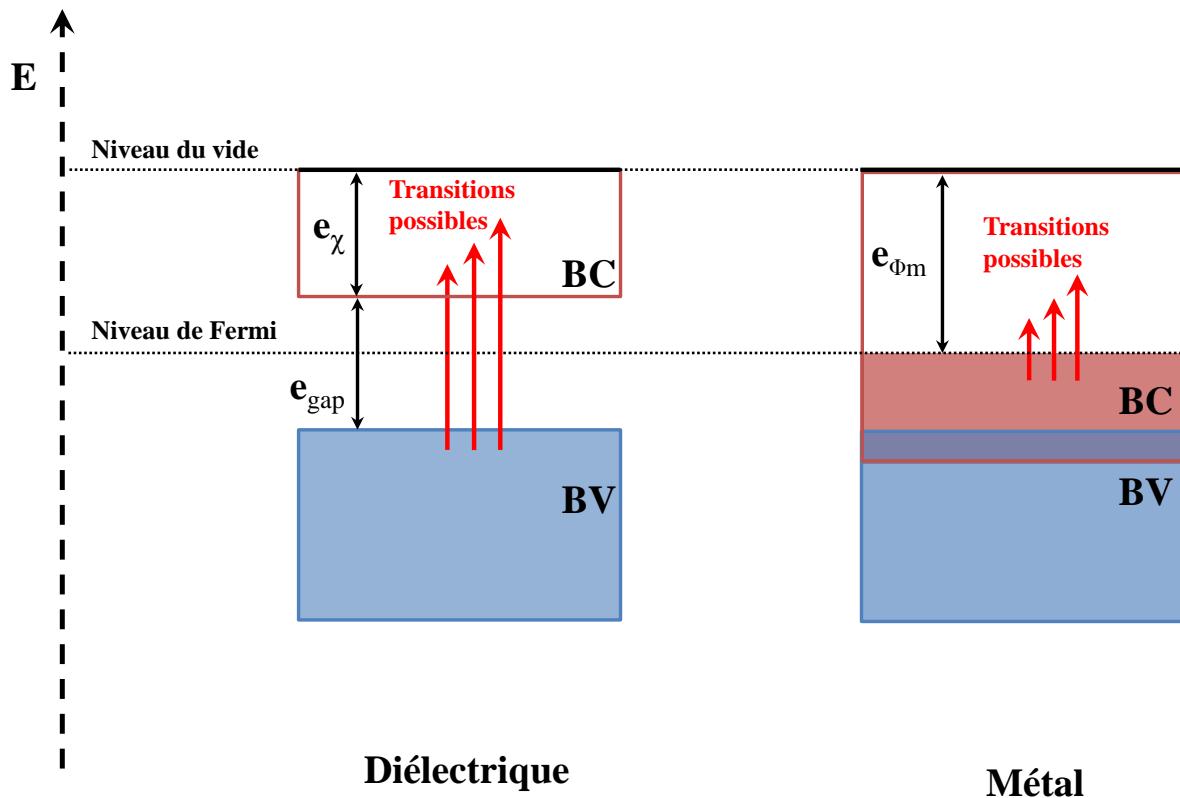 E
Niveau du vide
Transitions
possibles
eχ
BC
Transitions
possibles
eΦm
Niveau de Fermi
egap
BC
BV
BV
Diélectrique
Métal